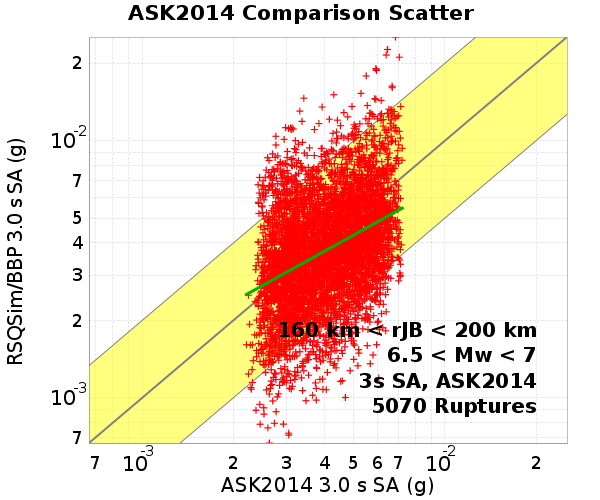 ASK2014 Comparison Scatter
RSQSim/BBP 3.0 s SA (g)
2
10-2
7
5
4
3
2
10-3
7
160 km < rJB < 200 km
6.5 < Mw < 7
3s SA, ASK2014
5070 Ruptures
7 10-3 2 3 4 5 6 7 10-2 2
ASK2014 3.0 s SA (g)